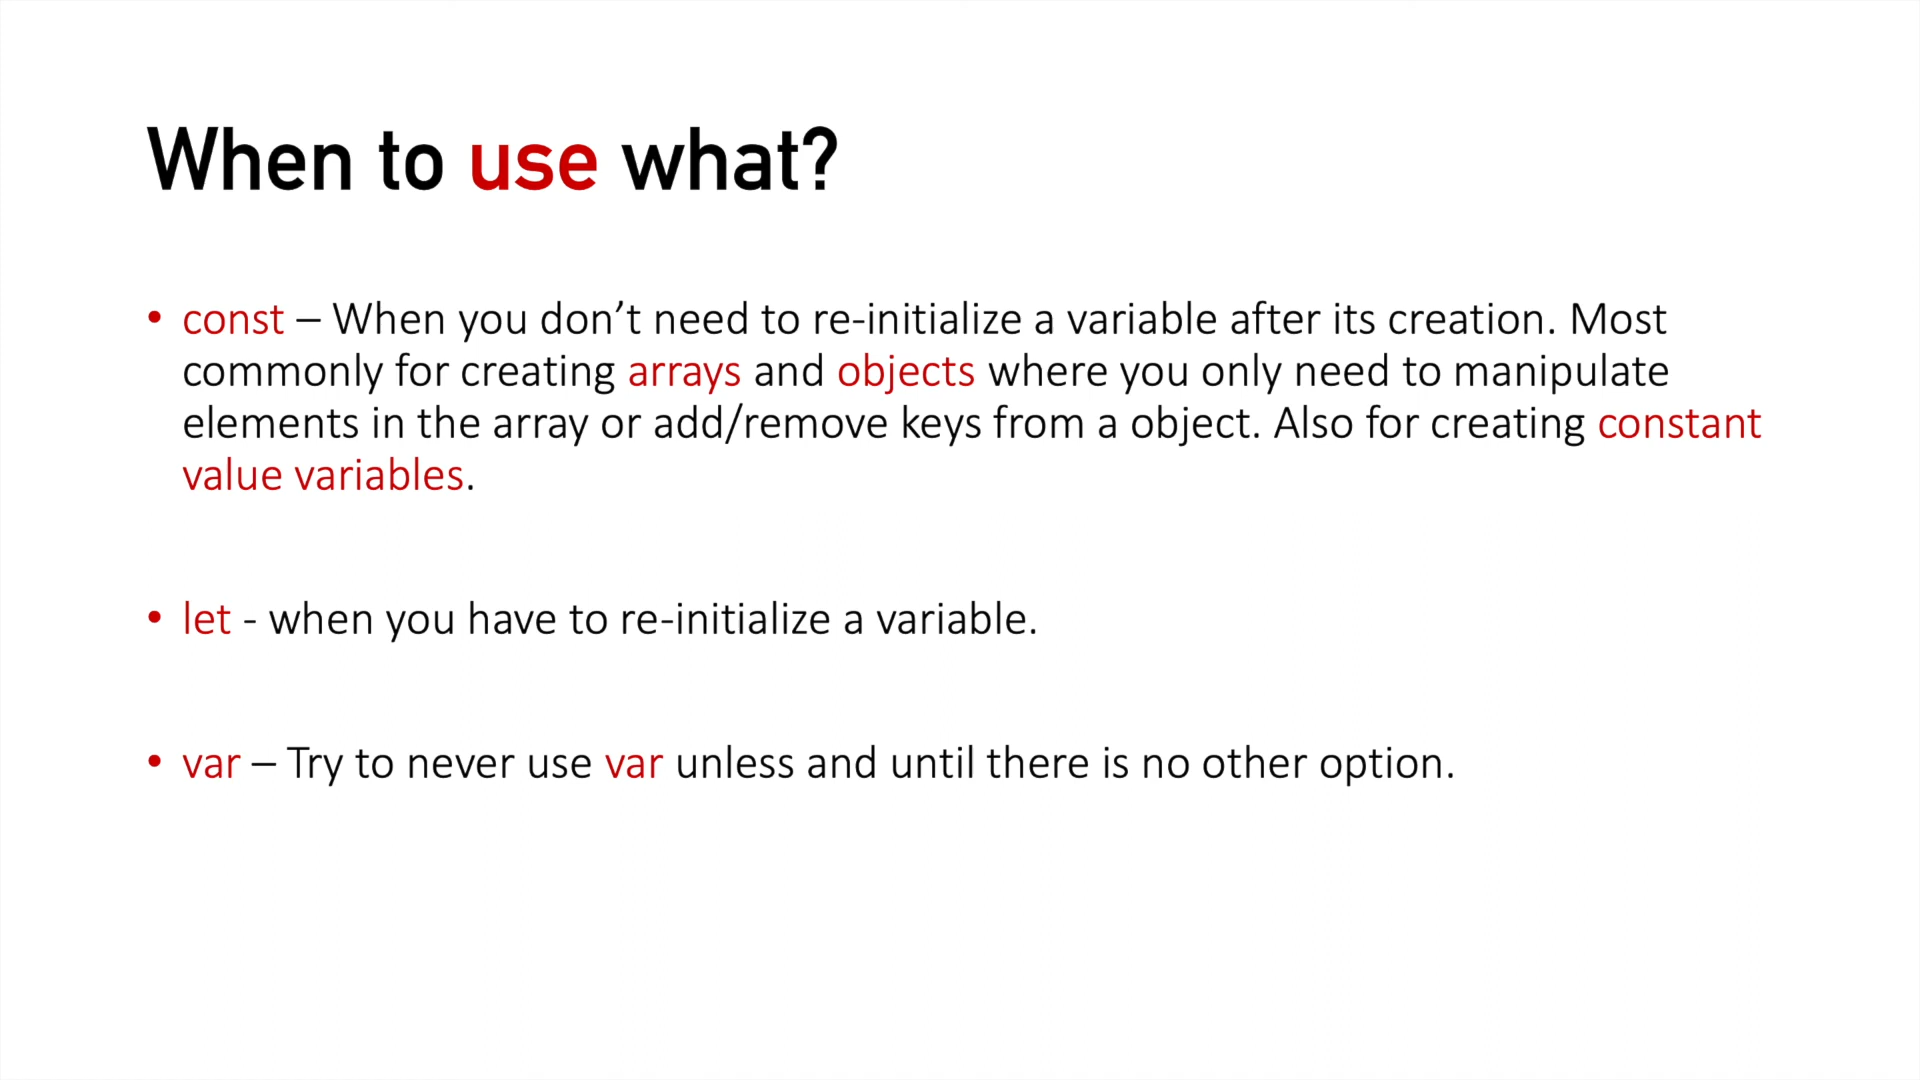 When to use what?
• const – When you don’t need to re-initialize a variable after its creation. Most
commonly for creating arrays and objects where you only need to manipulate
elements in the array or add/remove keys from a object. Also for creating constant
value variables.
• let - when you have to re-initialize a variable.
• var – Try to never use var unless and until there is no other option.